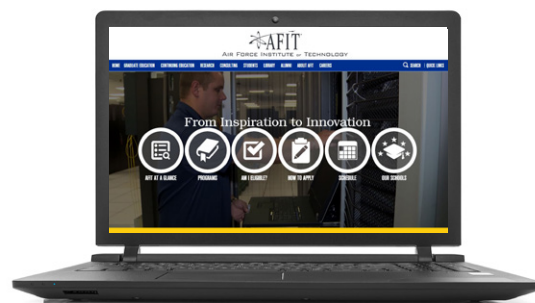 AFIT
AIR FORCE INSTITUTE OF TECHNOLOGY
HOME GRADUATE EDUCATION CONTINUING EDUCATION RESEARCH CONSULTING STUDENTS LIBRARY ALUMNI ABOUT AFIT CAREERS SEARCH | QUICK LINKS
From Inspiration to Innovation
AFIT AT A GLANCE PROGRAMS AM I ELIGIBLE? HOW TO APPLY SCHEDULE OUR SCHOOLS